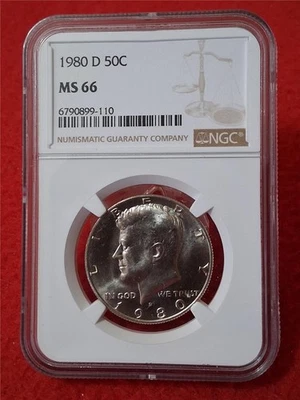 1980 D 50C
MS 66
6790899-110
NUMISMATIC GUARANTY COMPANY
NGC
LIBERTY
IN GOD WE TRUST
D
1980